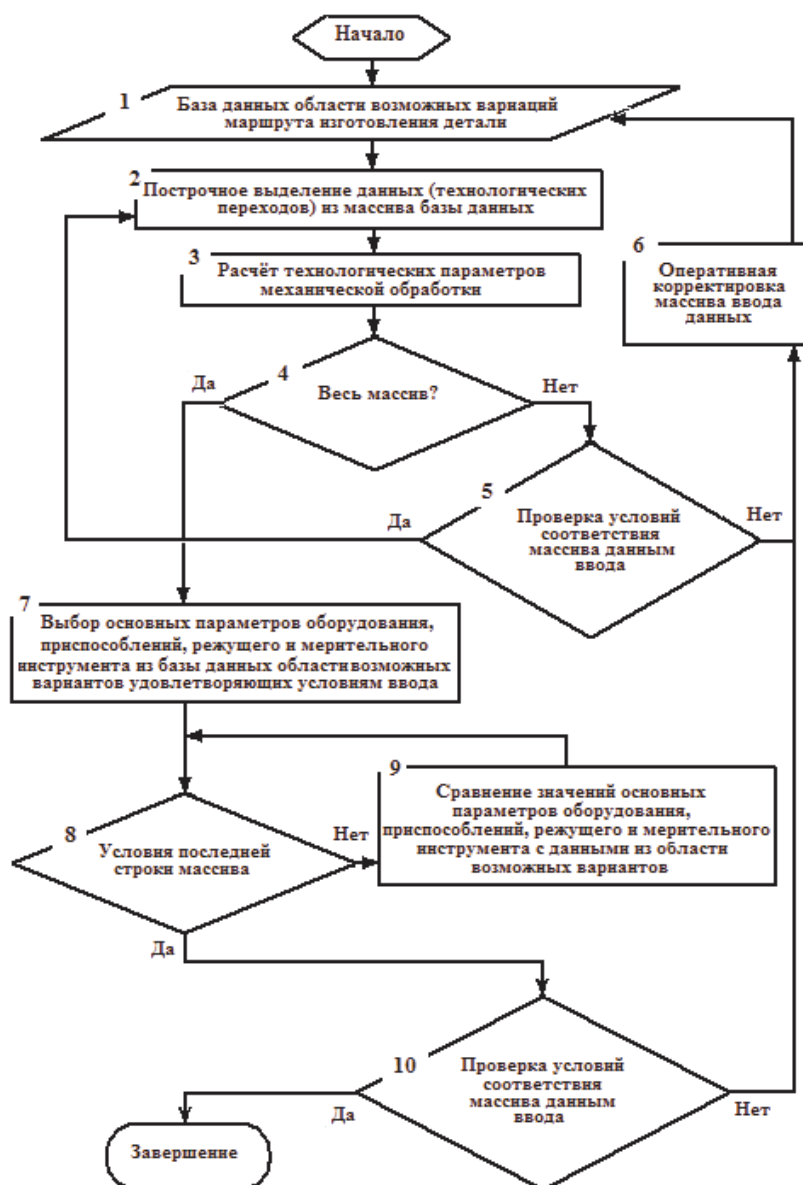 Начало
1
База данных области возможных вариаций
маршрута изготовления детали
2
Построчное выделение данных (технологических
переходов) из массива базы данных
3
Расчёт технологических параметров
механической обработки
6
Оперативная
корректировка
массива ввода
данных
4
Весь массив?
Да
Нет
5
Проверка условий
соответствия
массива данным
ввода
Да
Нет
7
Выбор основных параметров оборудования,
приспособлений, режущего и мерительного
инструмента из базы данных области возможных
вариантов удовлетворяющих условиям ввода
8
Условия последней
строки массива
Нет
Да
9
Сравнение значений основных
параметров оборудования,
приспособлений, режущего и мерительного
инструмента с данными из области
возможных вариантов
10
Проверка условий
соответствия
массива данным
ввода
Да
Нет
Завершение